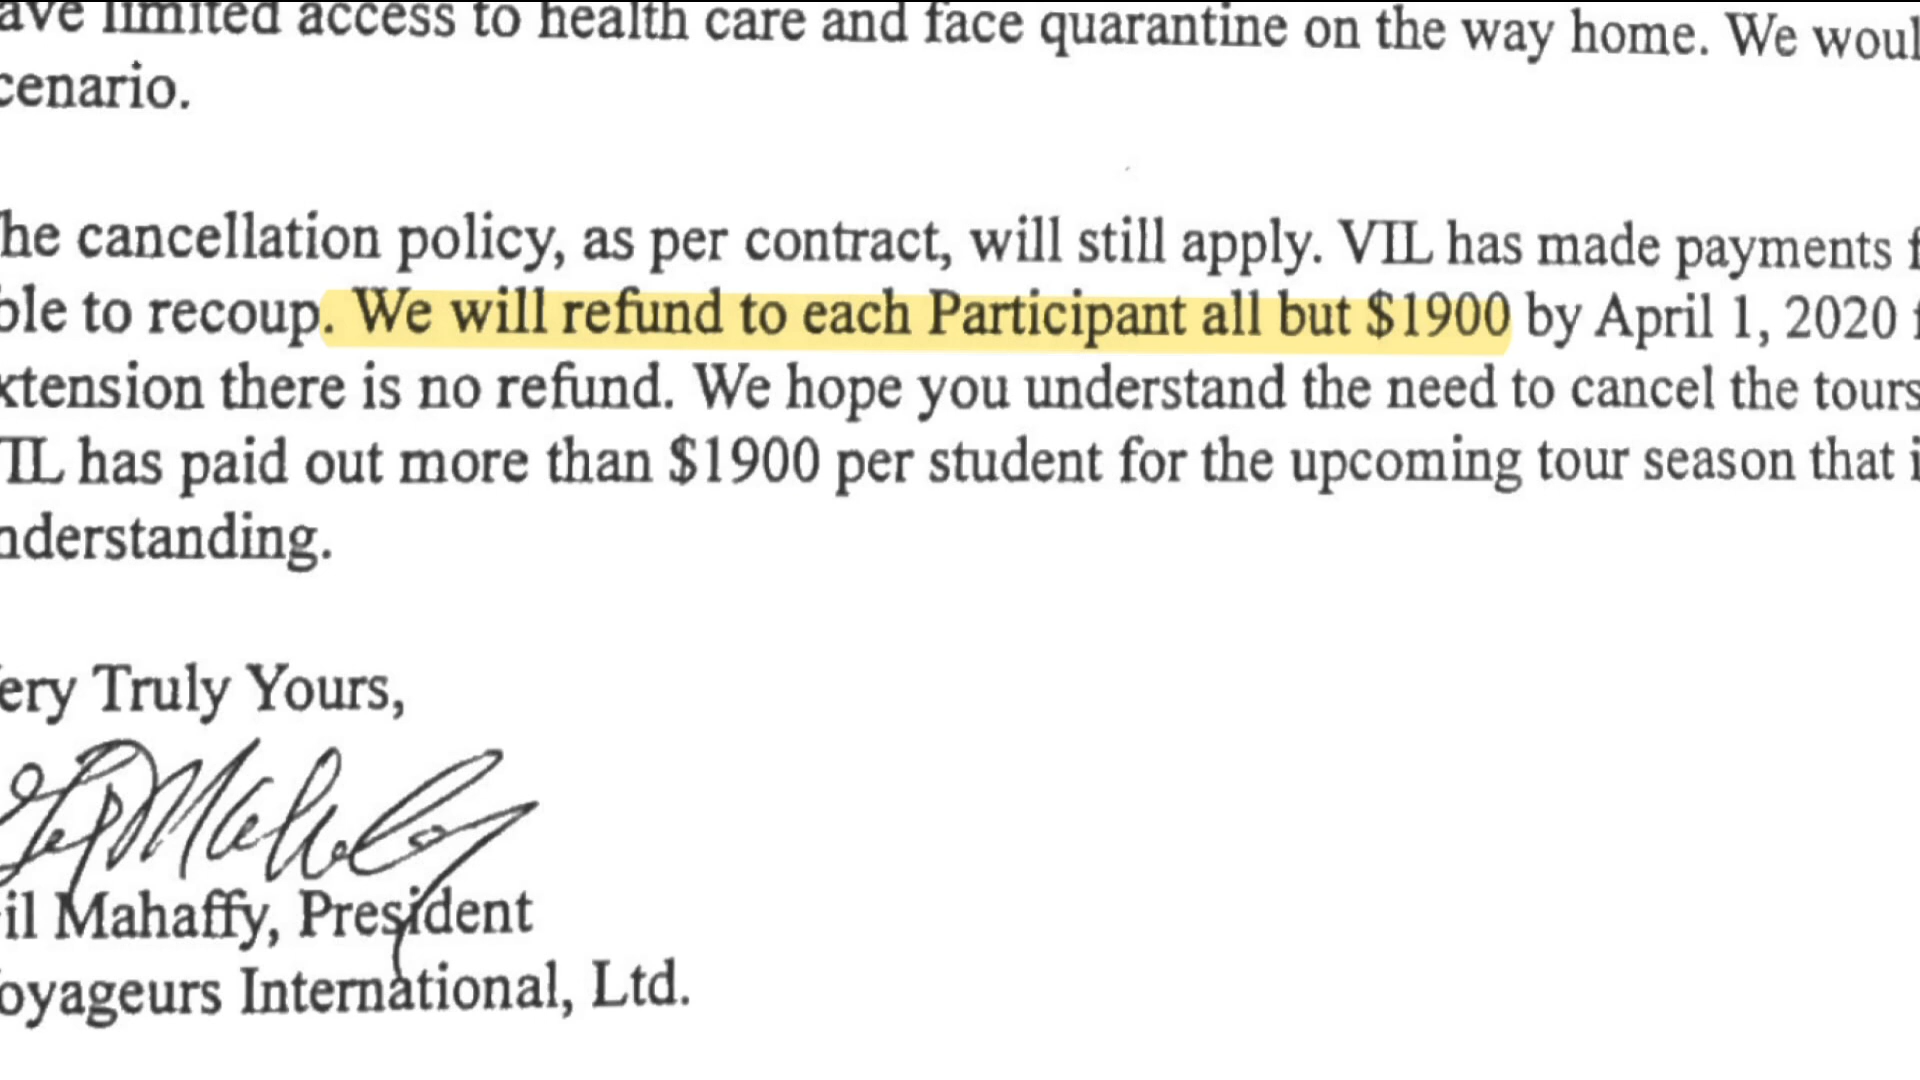 ave limited access to health care and face quarantine on the way home. We woul
cenario.
he cancellation policy, as per contract, will still apply. VIL has made payments f
ble to recoup. We will refund to each Participant all but $1900 by April 1, 2020 f
xtension there is no refund. We hope you understand the need to cancel the tours
IL has paid out more than $1900 per student for the upcoming tour season that i
nderstanding.
ery Truly Yours,
il Mahaffy, President
oyageurs International, Ltd.